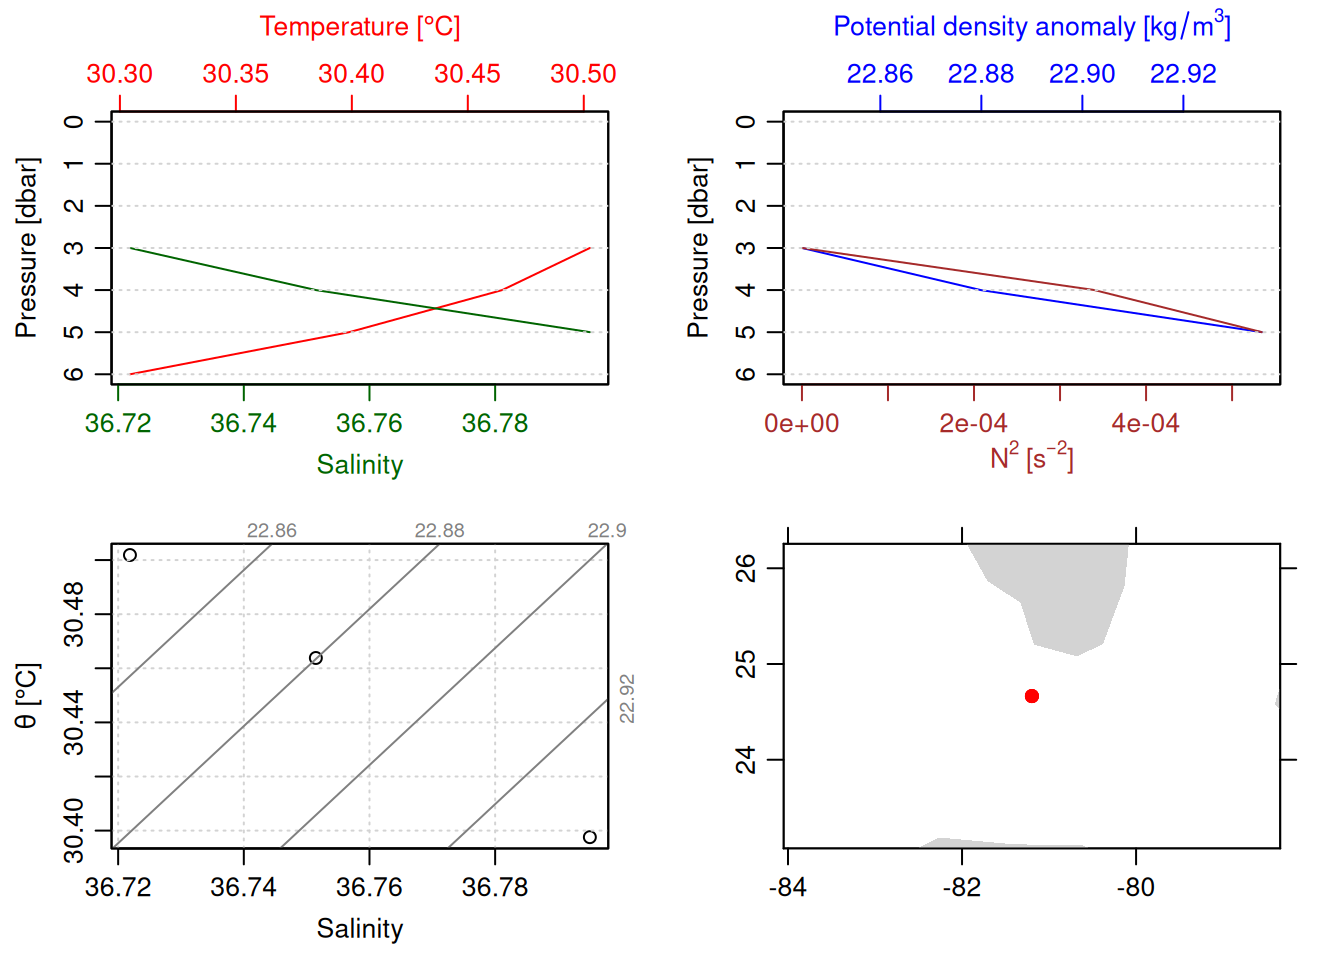 Temperature [°C]
30.30 30.35 30.40 30.45 30.50
Pressure [dbar]
0 1 2 3 4 5 6
36.72 36.74 36.76 36.78
Salinity
Potential density anomaly [kg/m³]
22.86 22.88 22.90 22.92
Pressure [dbar]
0 1 2 3 4 5 6
0e+00 2e-04 4e-04
N² [s⁻²]
22.86 22.88 22.9
22.92
θ [°C]
30.40 30.44 30.48
36.72 36.74 36.76 36.78
Salinity
24 25 26
-84 -82 -80